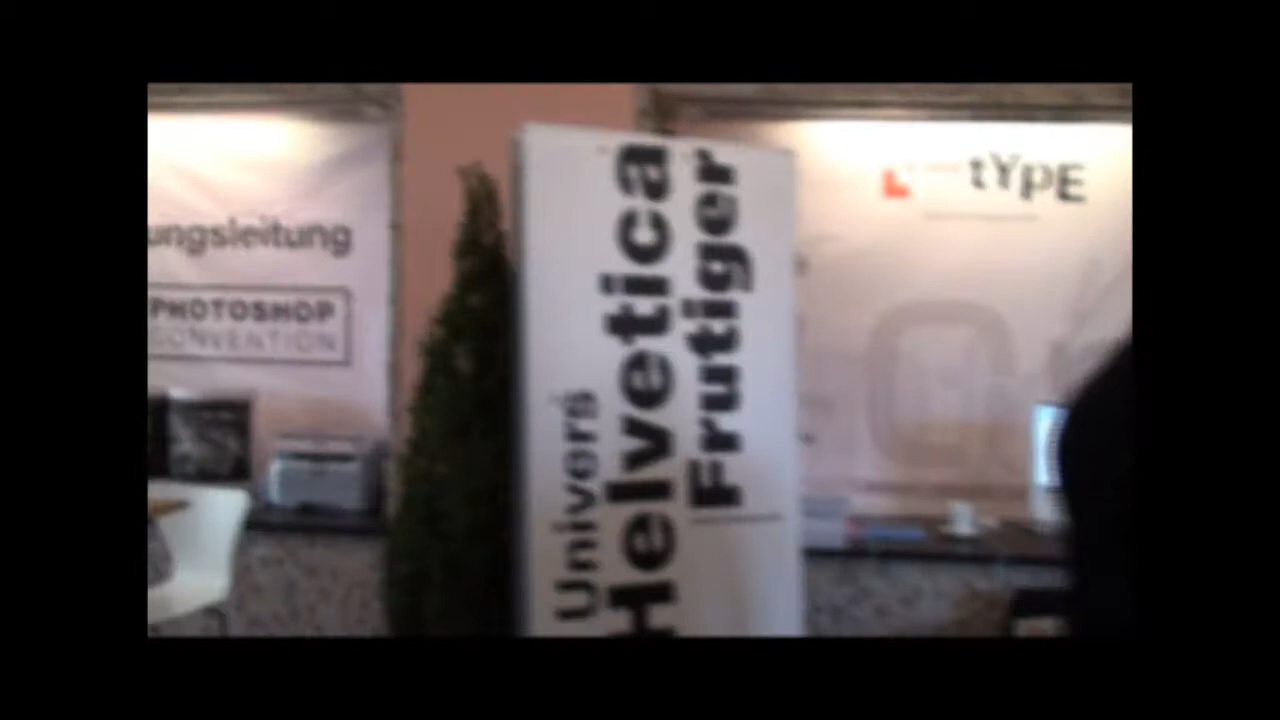 ungsleitung
PHOTOSHOP
CONVENTION
Univers
Helvetica
Frutiger
tYpE